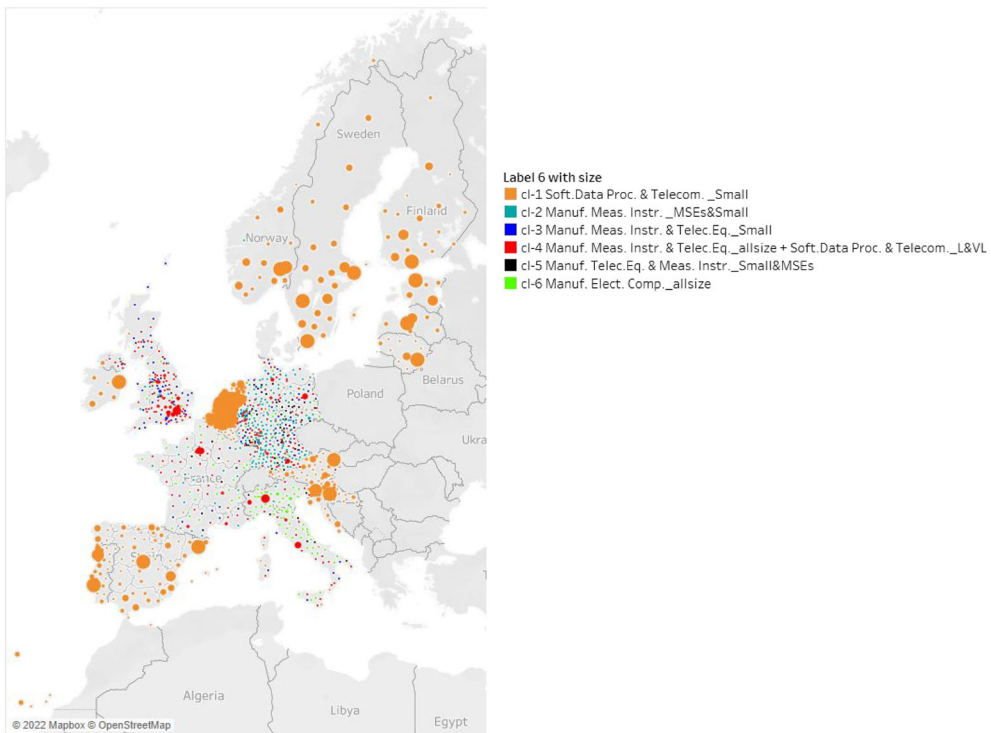 Sweden
Finland
Norway
Belarus
Poland
Ukra
France
Spain
Algeria
Libya
Egypt
© 2022 Mapbox © OpenStreetMap
Label 6 with size
cl-1 Soft.Data Proc. & Telecom. _Small
cl-2 Manuf. Meas. Instr. _MSEs&Small
cl-3 Manuf. Meas. Instr. & Telec.Eq._Small
cl-4 Manuf. Meas. Instr. & Telec.Eq._allsize + Soft.Data Proc. & Telecom._L&VL
cl-5 Manuf. Telec.Eq. & Meas. Instr._Small&MSEs
cl-6 Manuf. Elect. Comp._allsize